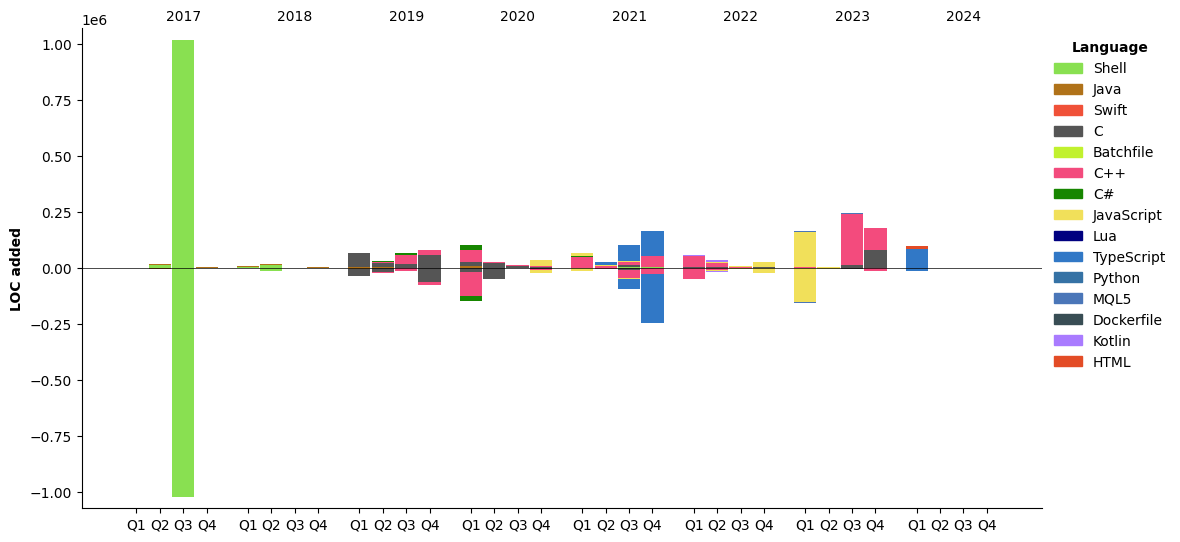 1e6
2017 2018 2019 2020 2021 2022 2023 2024
1.00
0.75
0.50
0.25
0.00
−0.25
−0.50
−0.75
−1.00
LOC added
Q1 Q2 Q3 Q4 Q1 Q2 Q3 Q4 Q1 Q2 Q3 Q4 Q1 Q2 Q3 Q4 Q1 Q2 Q3 Q4 Q1 Q2 Q3 Q4 Q1 Q2 Q3 Q4 Q1 Q2 Q3 Q4
Language
Shell
Java
Swift
C
Batchfile
C++
C#
JavaScript
Lua
TypeScript
Python
MQL5
Dockerfile
Kotlin
HTML